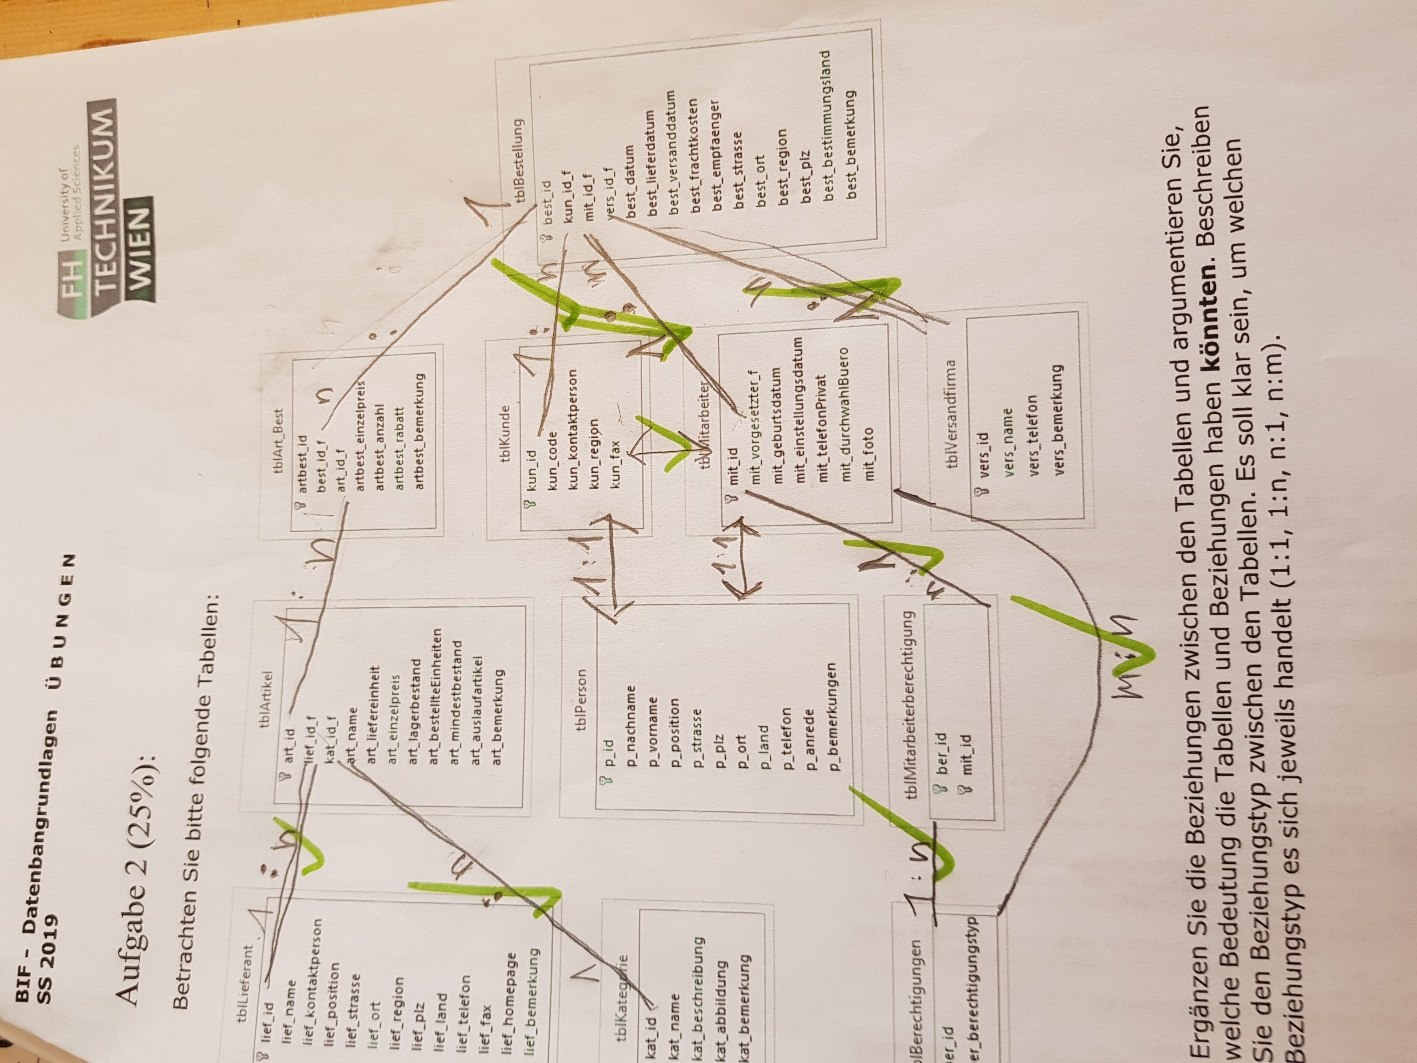 BIF - Datenbangrundlagen ÜBUNGEN
SS 2019
FH University of
Applied Sciences
TECHNIKUM
WIEN
Aufgabe 2 (25%):
Betrachten Sie bitte folgende Tabellen:
tblLieferant
lief_id
lief_name
lief_kontaktperson
lief_position
lief_strasse
lief_ort
lief_region
lief_plz
lief_land
lief_telefon
lief_fax
lief_homepage
lief_bemerkung
1 : n
tblArtikel
art_id
lief_id_f
kat_id_f
art_name
art_liefereinheit
art_einzelpreis
art_lagerbestand
art_bestellteEinheiten
art_mindestbestand
art_auslaufartikel
art_bemerkung
1 : n
tblArt_Best
artbest_id
best_id_f
art_id_f
artbest_einzelpreis
artbest_anzahl
artbest_rabatt
artbest_bemerkung
n : 1
tblBestellung
best_id
kun_id_f
mit_id_f
vers_id_f
best_datum
best_lieferdatum
best_versanddatum
best_frachtkosten
best_empfaenger
best_strasse
best_ort
best_region
best_plz
best_bestimmungsland
best_bemerkung
tblKategorie
kat_id
kat_name
kat_beschreibung
kat_abbildung
kat_bemerkung
1 : n
tblPerson
p_id
p_nachname
p_vorname
p_position
p_strasse
p_plz
p_ort
p_land
p_telefon
p_anrede
p_bemerkungen
1:1
1:1
tblKunde
kun_id
kun_code
kun_kontaktperson
kun_region
kun_fax
1 : n
tblMitarbeiter
mit_id
mit_vorgesetzter_f
mit_geburtsdatum
mit_einstellungsdatum
mit_telefonPrivat
mit_durchwahlBuero
mit_foto
1 : n
tblBerechtigungen
er_berechtigungstyp
1 : n
tblMitarbeiterberechtigung
ber_id
mit_id
1 : n
tblVersandfirma
vers_id
vers_name
vers_telefon
vers_bemerkung
m:n
Ergänzen Sie die Beziehungen zwischen den Tabellen und argumentieren Sie,
welche Bedeutung die Tabellen und Beziehungen haben könnten. Beschreiben
Sie den Beziehungstyp zwischen den Tabellen. Es soll klar sein, um welchen
Beziehungstyp es sich jeweils handelt (1:1, 1:n, n:1, n:m).